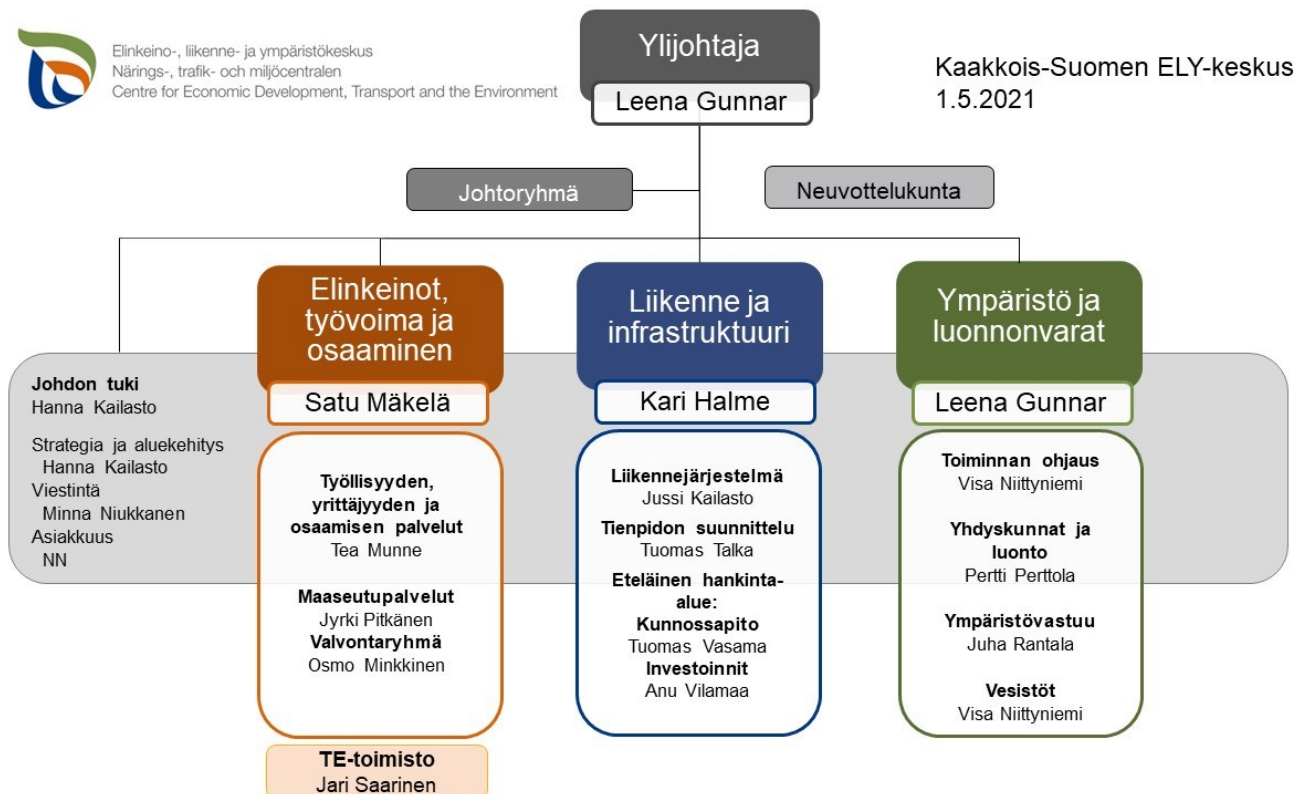 Elinkeino-, liikenne- ja ympäristökeskus
Närings-, trafik- och miljöcentralen
Centre for Economic Development, Transport and the Environment
Ylijohtaja
Leena Gunnar
Kaakkois-Suomen ELY-keskus
1.5.2021
Johtoryhmä
Neuvottelukunta
Johdon tuki
Hanna Kailasto
Strategia ja aluekehitys
Hanna Kailasto
Viestintä
Minna Niukkanen
Asiakkuus
NN
Elinkeinot,
työvoima ja
osaaminen
Satu Mäkelä
Työllisyyden,
yrittäjyyden ja
osaamisen palvelut
Tea Munne
Maaseutupalvelut
Jyrki Pitkänen
Valvontaryhmä
Osmo Minkkinen
TE-toimisto
Jari Saarinen
Liikenne ja
infrastruktuuri
Kari Halme
Liikennejärjestelmä
Jussi Kailasto
Tienpidon suunnittelu
Tuomas Talka
Eteläinen hankinta-
alue:
Kunnossapito
Tuomas Vasama
Investoinnit
Anu Vilamaa
Ympäristö ja
luonnonvarat
Leena Gunnar
Toiminnan ohjaus
Visa Niittyniemi
Yhdyskunnat ja
luonto
Pertti Perttola
Ympäristövastuu
Juha Rantala
Vesistöt
Visa Niittyniemi